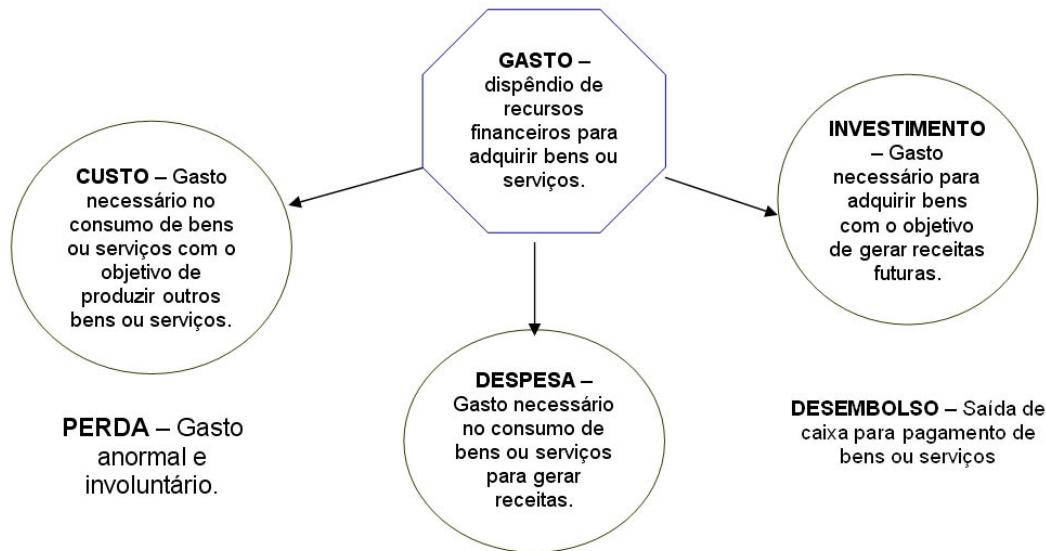 GASTO –
dispêndio de
recursos
financeiros para
adquirir bens ou
serviços.
CUSTO – Gasto
necessário no
consumo de bens
ou serviços com o
objetivo de
produzir outros
bens ou serviços.
INVESTIMENTO
– Gasto
necessário para
adquirir bens
com o objetivo
de gerar receitas
futuras.
DESPESA –
Gasto necessário
no consumo de
bens ou serviços
para gerar
receitas.
PERDA – Gasto
anormal e
involuntário.
DESEMBOLSO – Saída de
caixa para pagamento de
bens ou serviços